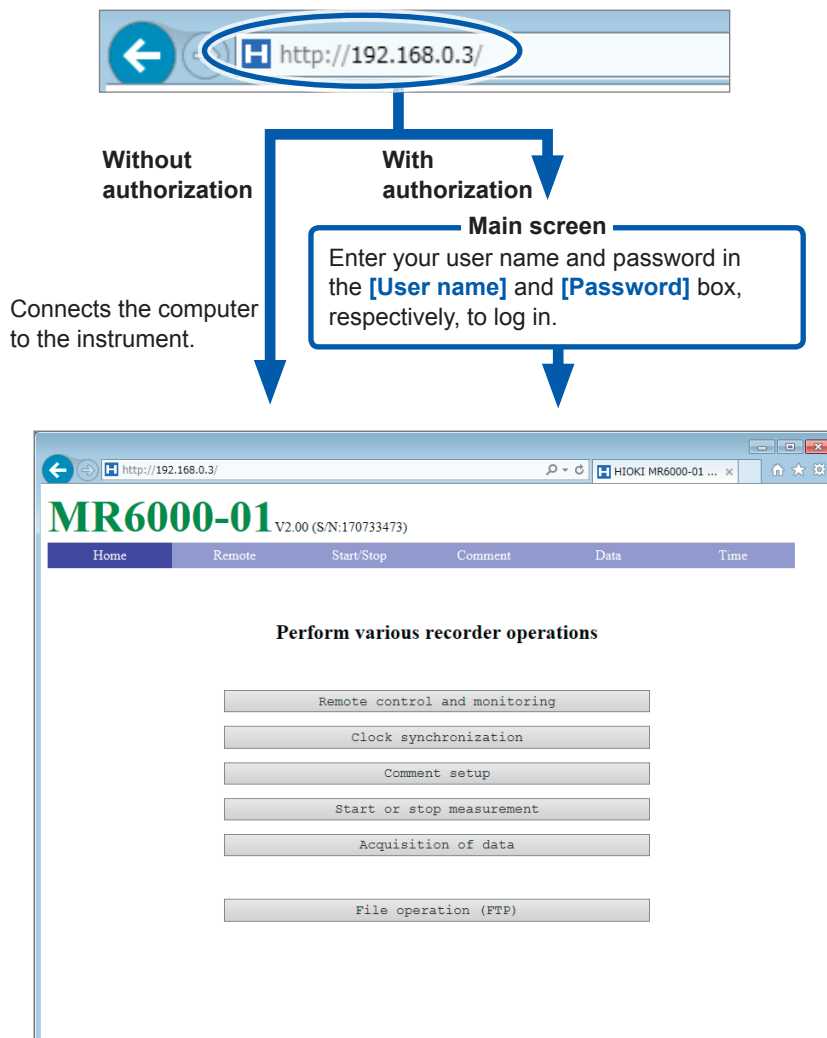 http://192.168.0.3/
Without
authorization
With
authorization
Main screen
Enter your user name and password in
the [User name] and [Password] box,
respectively, to log in.
Connects the computer
to the instrument.
http://192.168.0.3/
HIOKI MR6000-01 ...
MR6000-01 V2.00 (S/N:170733473)
Home Remote Start/Stop Comment Data Time
Perform various recorder operations
Remote control and monitoring
Clock synchronization
Comment setup
Start or stop measurement
Acquisition of data
File operation (FTP)